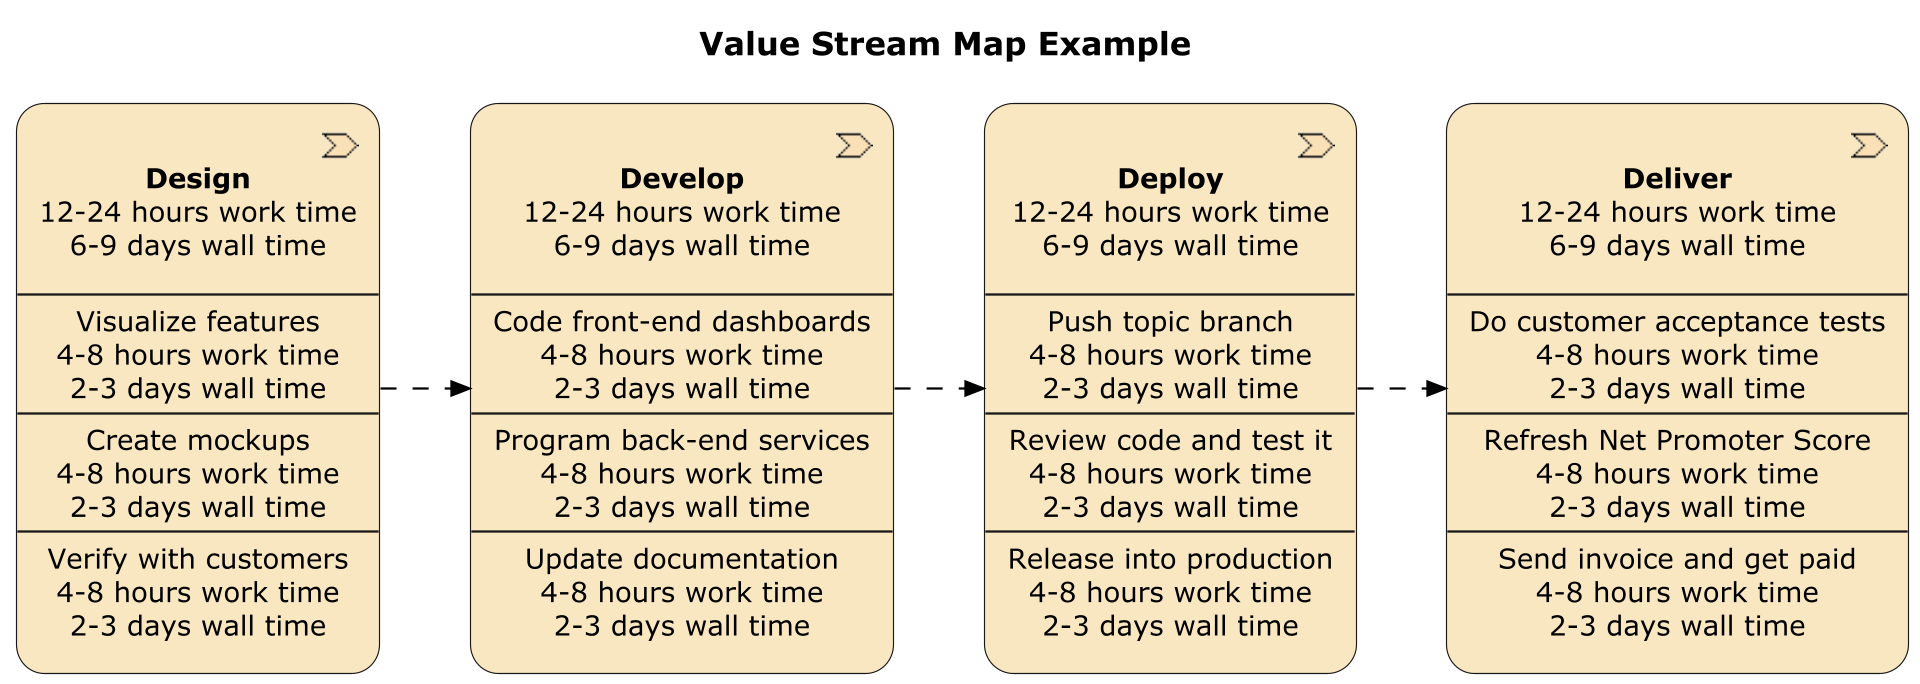 Value Stream Map Example
Design
12-24 hours work time
6-9 days wall time
Visualize features
4-8 hours work time
2-3 days wall time
Create mockups
4-8 hours work time
2-3 days wall time
Verify with customers
4-8 hours work time
2-3 days wall time
Develop
12-24 hours work time
6-9 days wall time
Code front-end dashboards
4-8 hours work time
2-3 days wall time
Program back-end services
4-8 hours work time
2-3 days wall time
Update documentation
4-8 hours work time
2-3 days wall time
Deploy
12-24 hours work time
6-9 days wall time
Push topic branch
4-8 hours work time
2-3 days wall time
Review code and test it
4-8 hours work time
2-3 days wall time
Release into production
4-8 hours work time
2-3 days wall time
Deliver
12-24 hours work time
6-9 days wall time
Do customer acceptance tests
4-8 hours work time
2-3 days wall time
Refresh Net Promoter Score
4-8 hours work time
2-3 days wall time
Send invoice and get paid
4-8 hours work time
2-3 days wall time